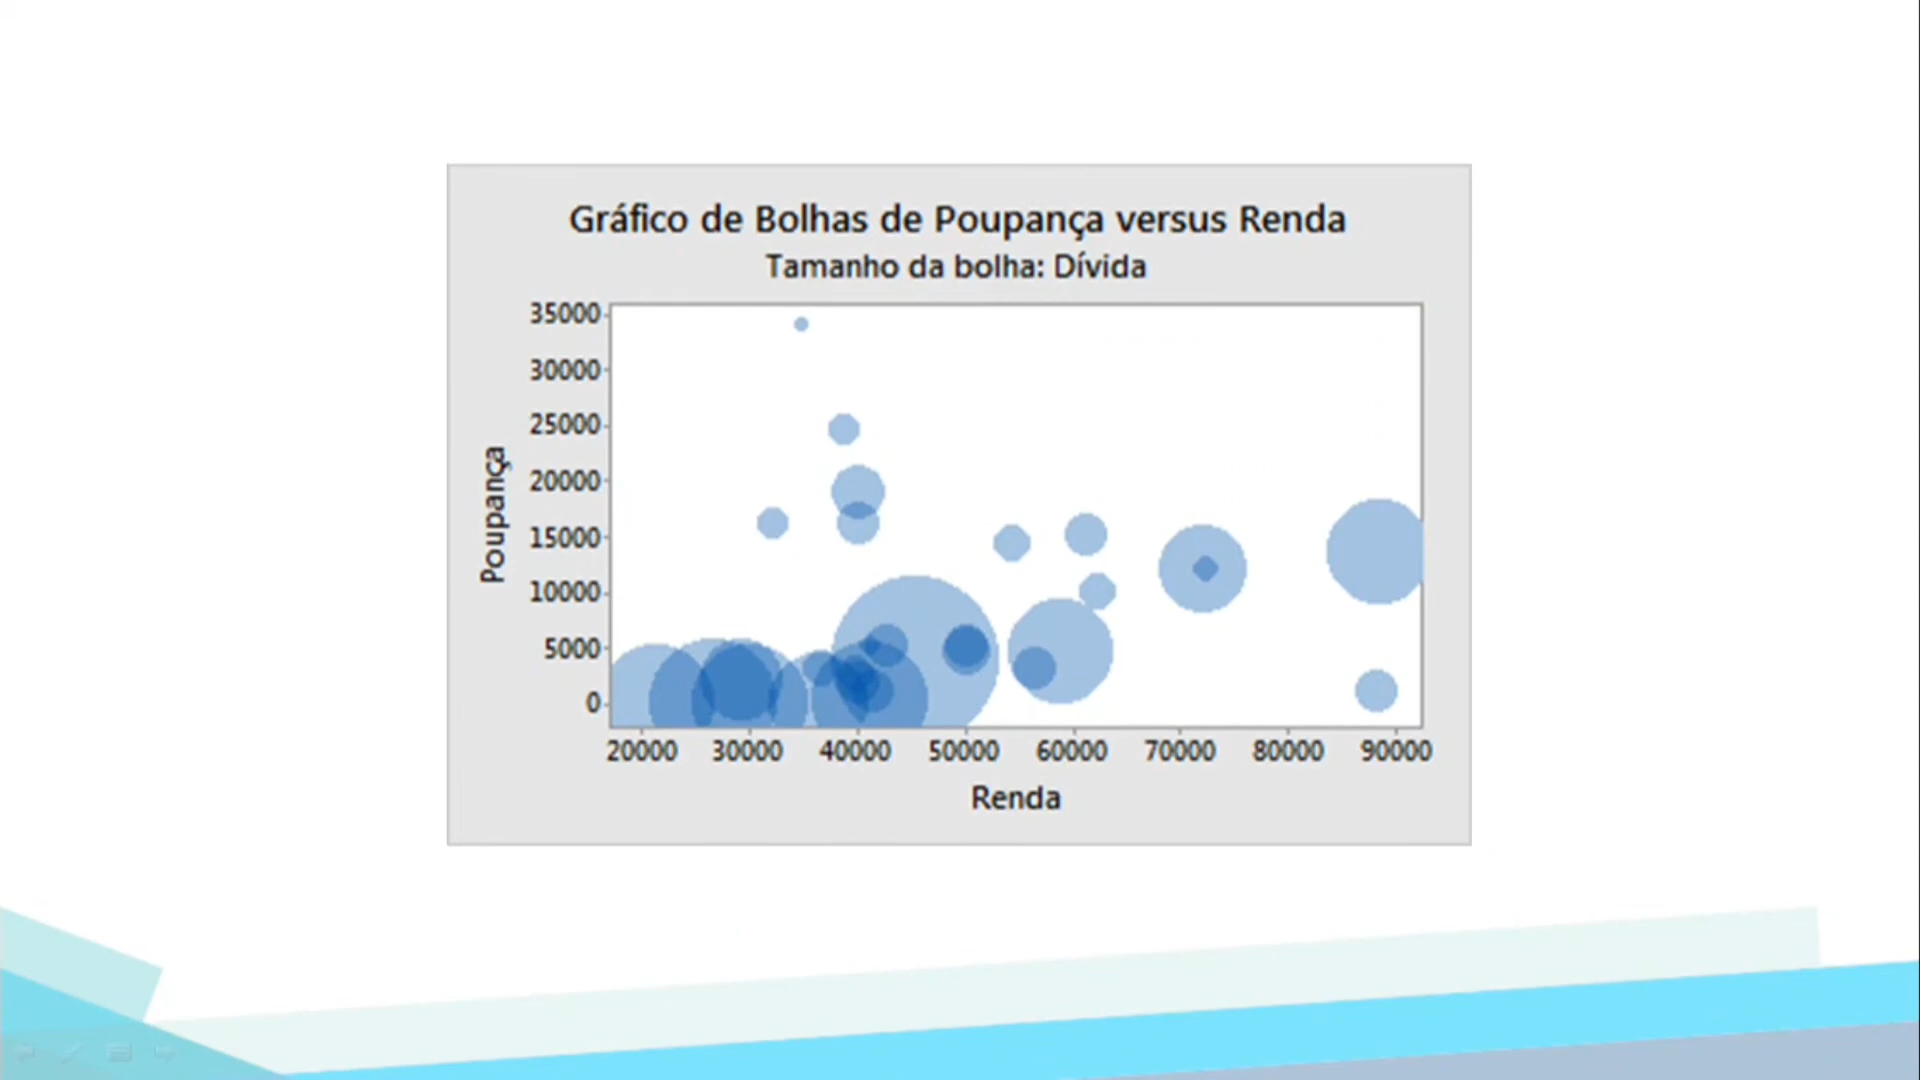 Gráfico de Bolhas de Poupança versus Renda
Tamanho da bolha: Dívida
35000
30000
25000
20000
15000
10000
5000
0
Poupança
20000 30000 40000 50000 60000 70000 80000 90000
Renda